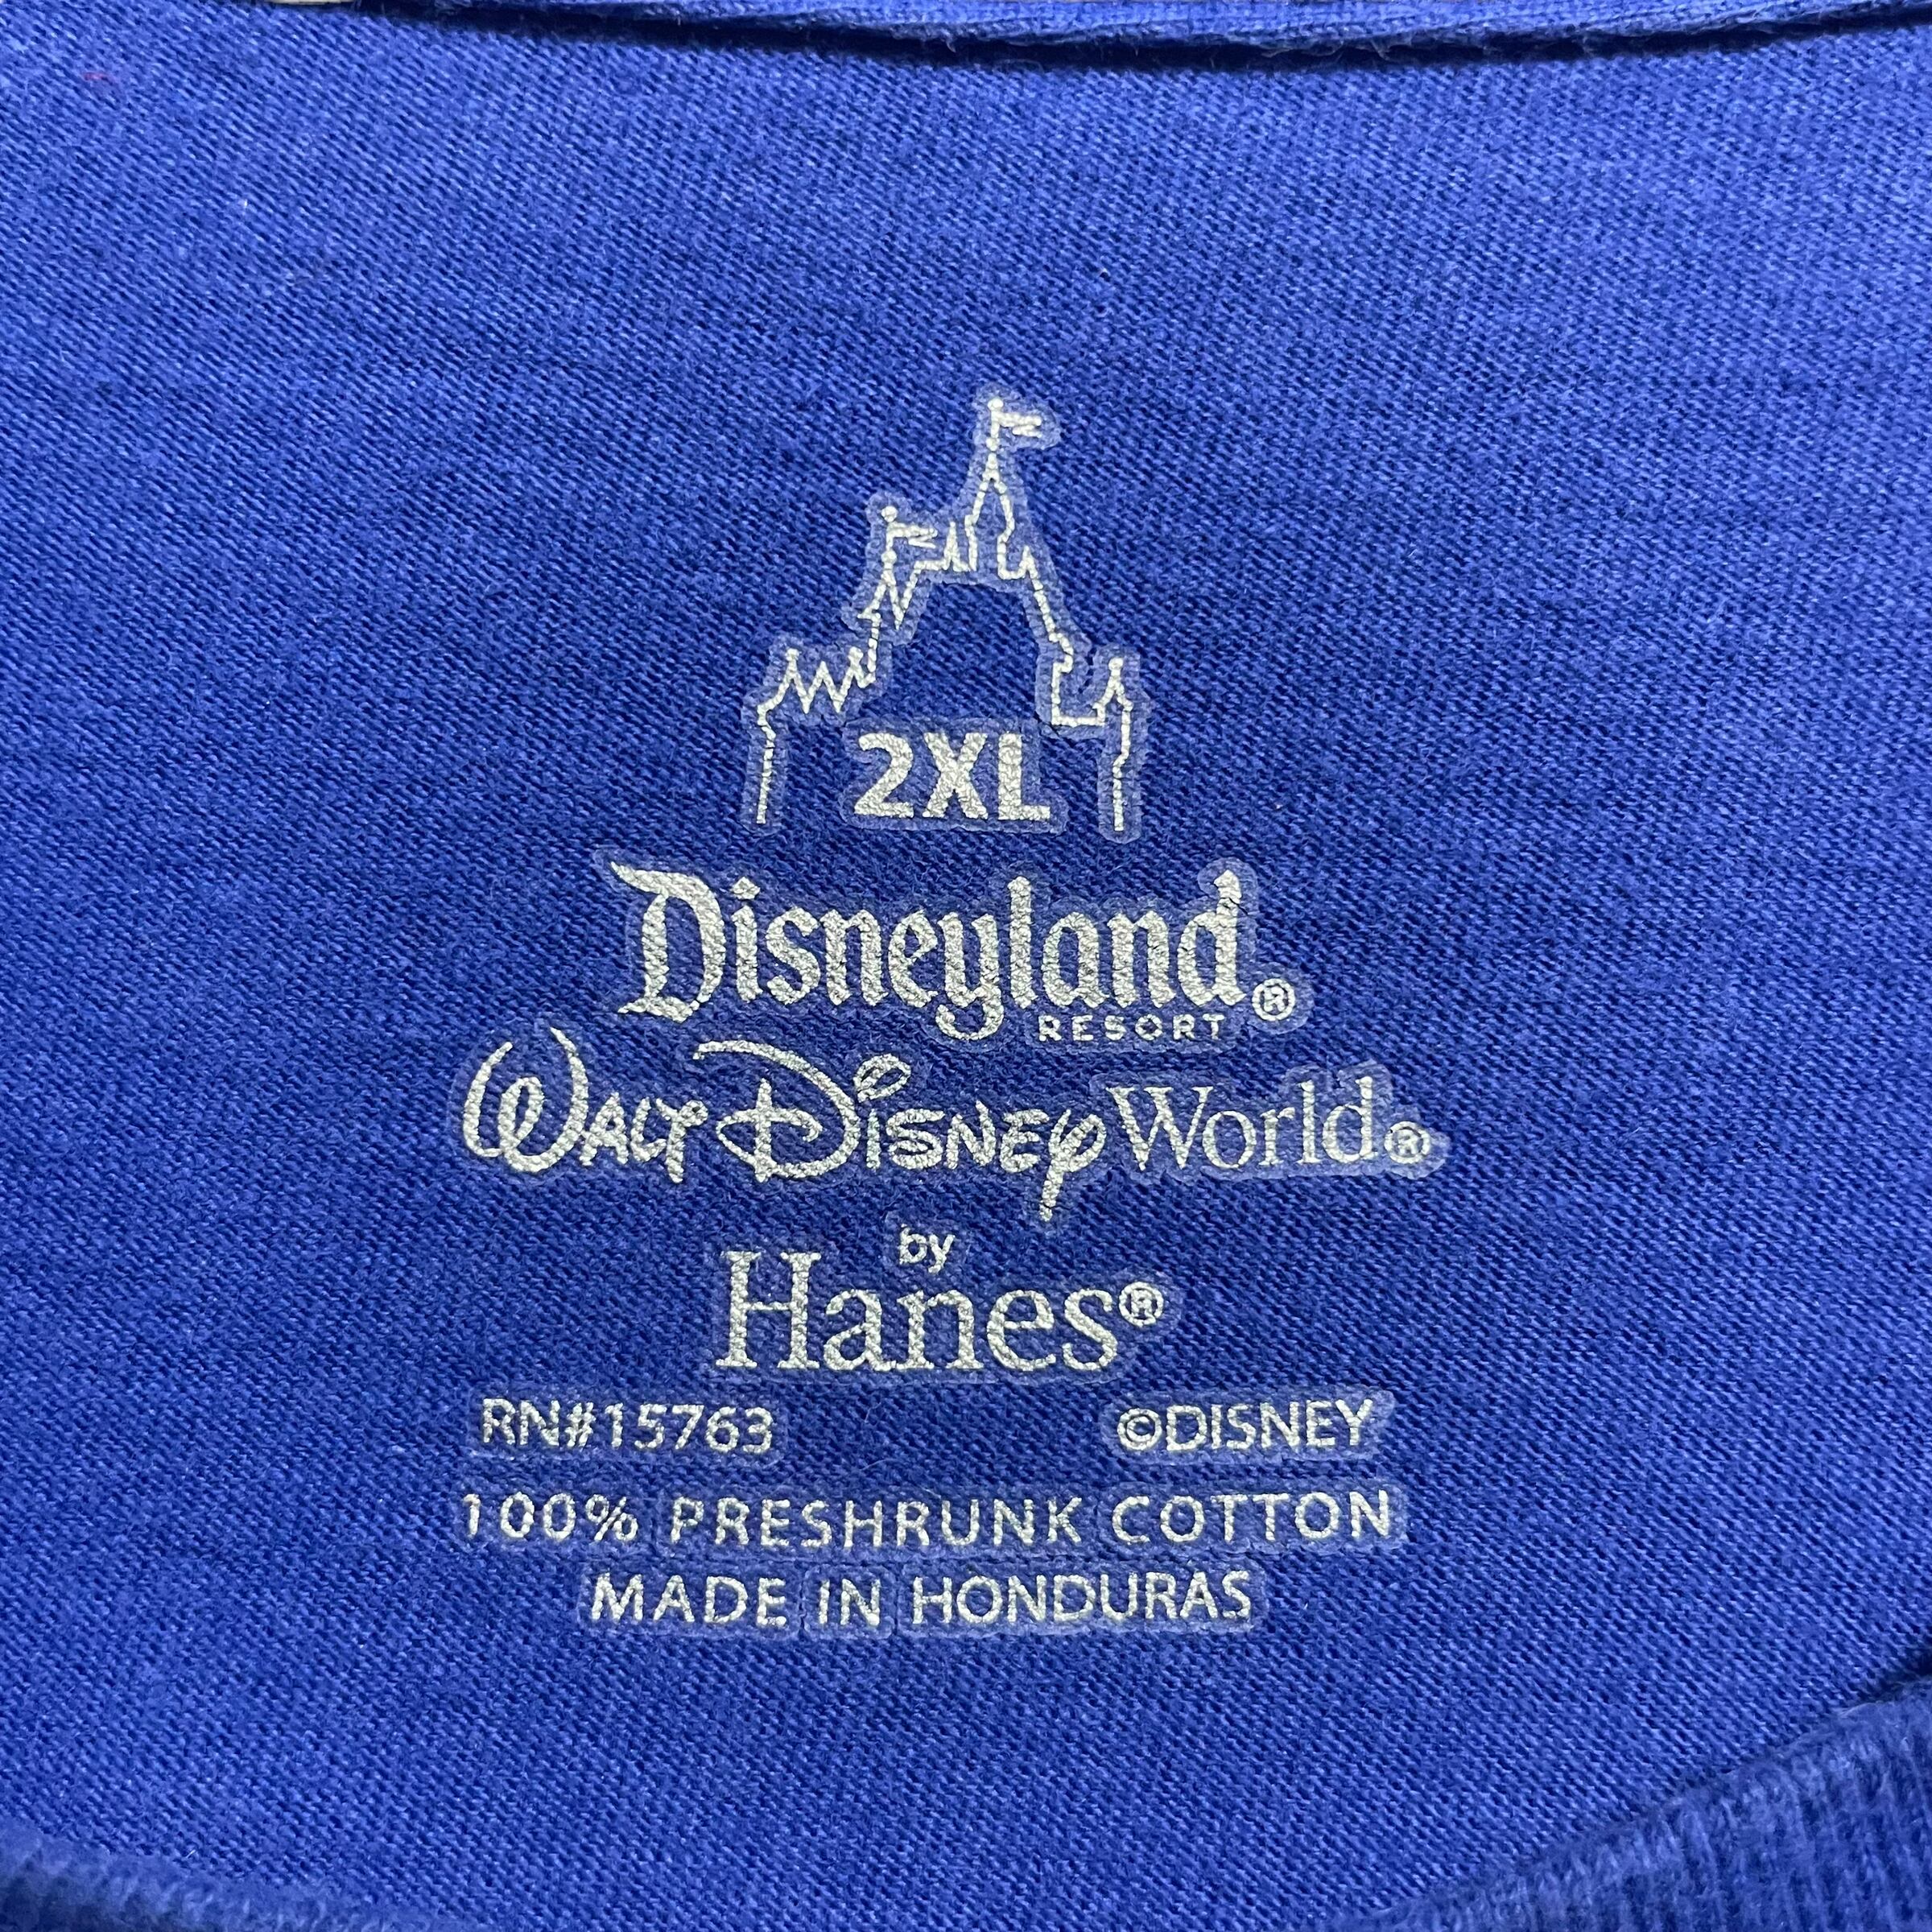 2XL
Disneyland®
RESORT
Walt Disney World®
by
Hanes®
RN#15763 ©DISNEY
100% PRESHRUNK COTTON
MADE IN HONDURAS